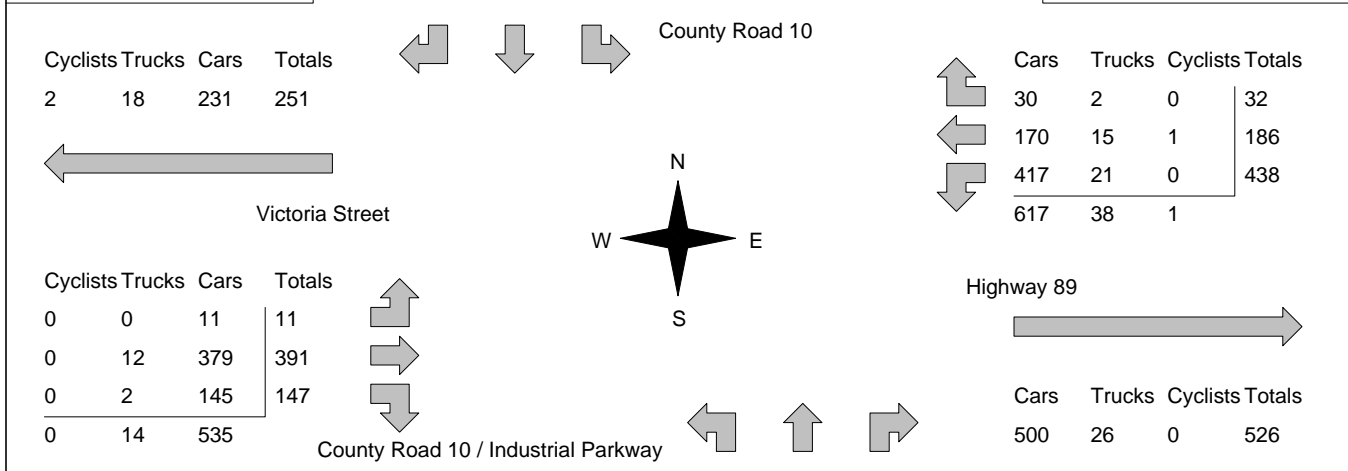 County Road 10
Cyclists Trucks Cars Totals
2 18 231 251
Victoria Street
Cyclists Trucks Cars Totals
0 0 11 11
0 12 379 391
0 2 145 147
0 14 535
County Road 10 / Industrial Parkway
N
W E
S
Cars Trucks Cyclists Totals
30 2 0 32
170 15 1 186
417 21 0 438
617 38 1
Highway 89
Cars Trucks Cyclists Totals
500 26 0 526